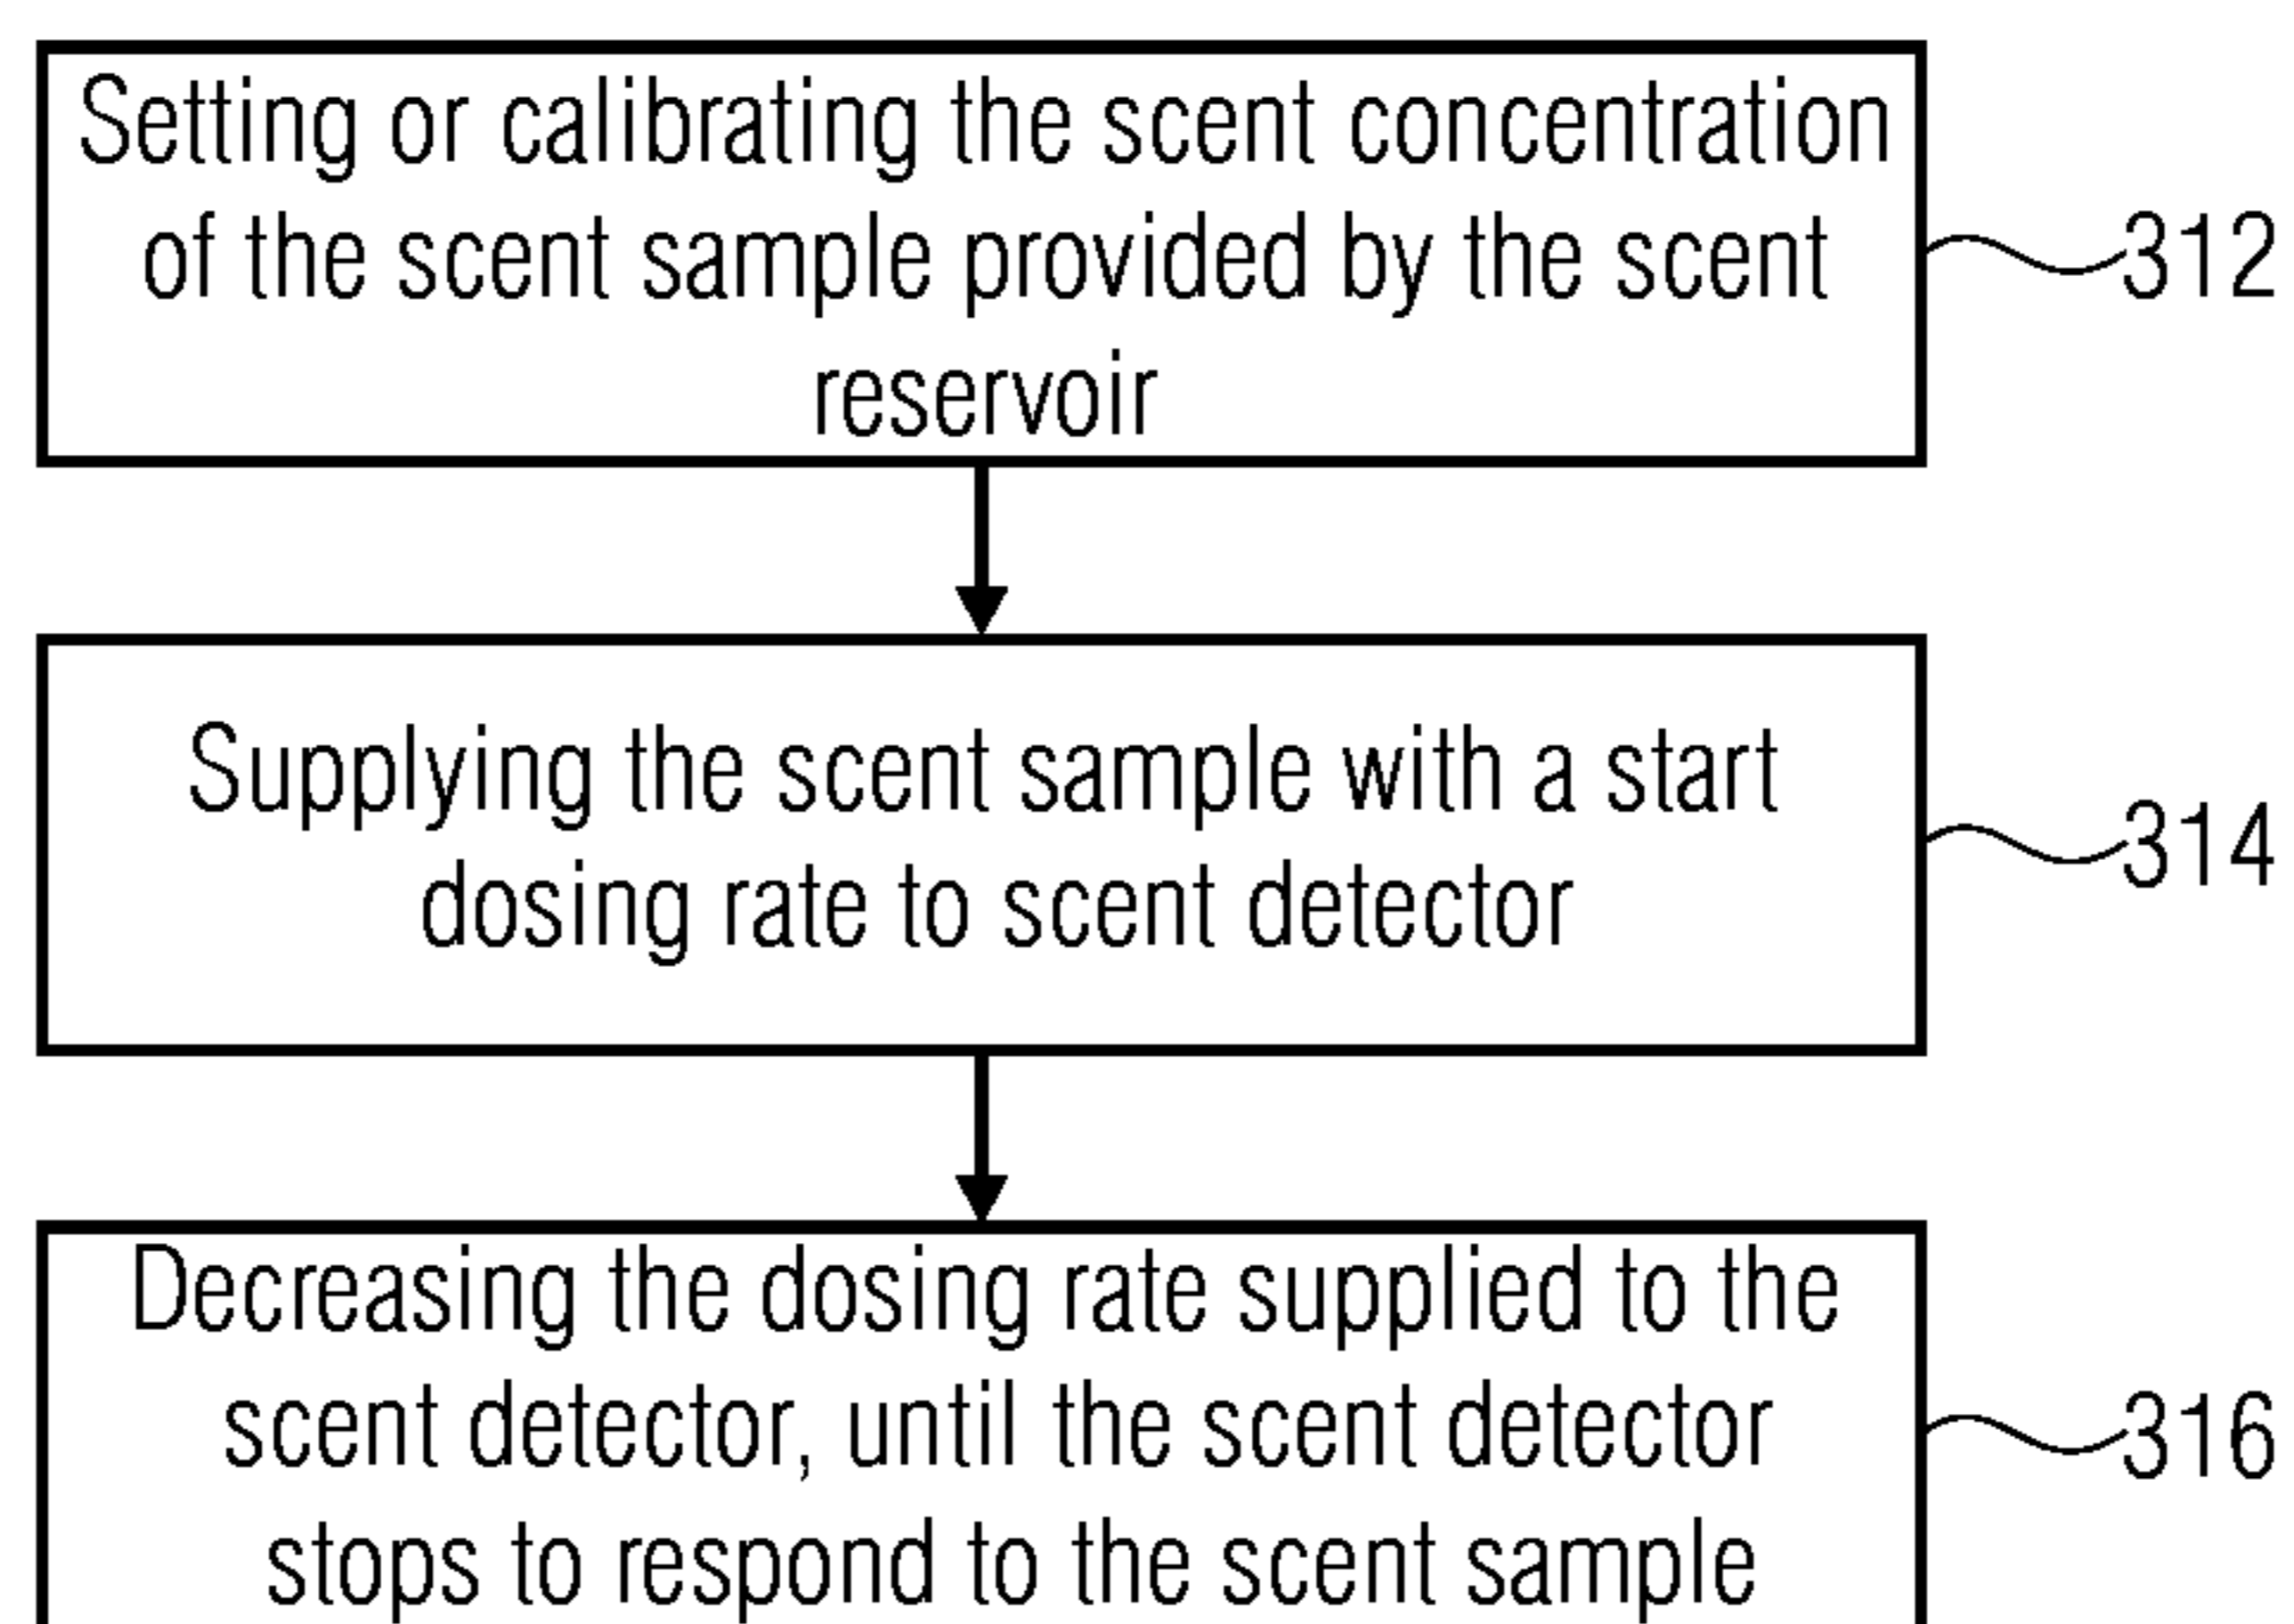 Setting or calibrating the scent concentration
of the scent sample provided by the scent
reservoir
312
Supplying the scent sample with a start
dosing rate to scent detector
314
Decreasing the dosing rate supplied to the
scent detector, until the scent detector
stops to respond to the scent sample
316